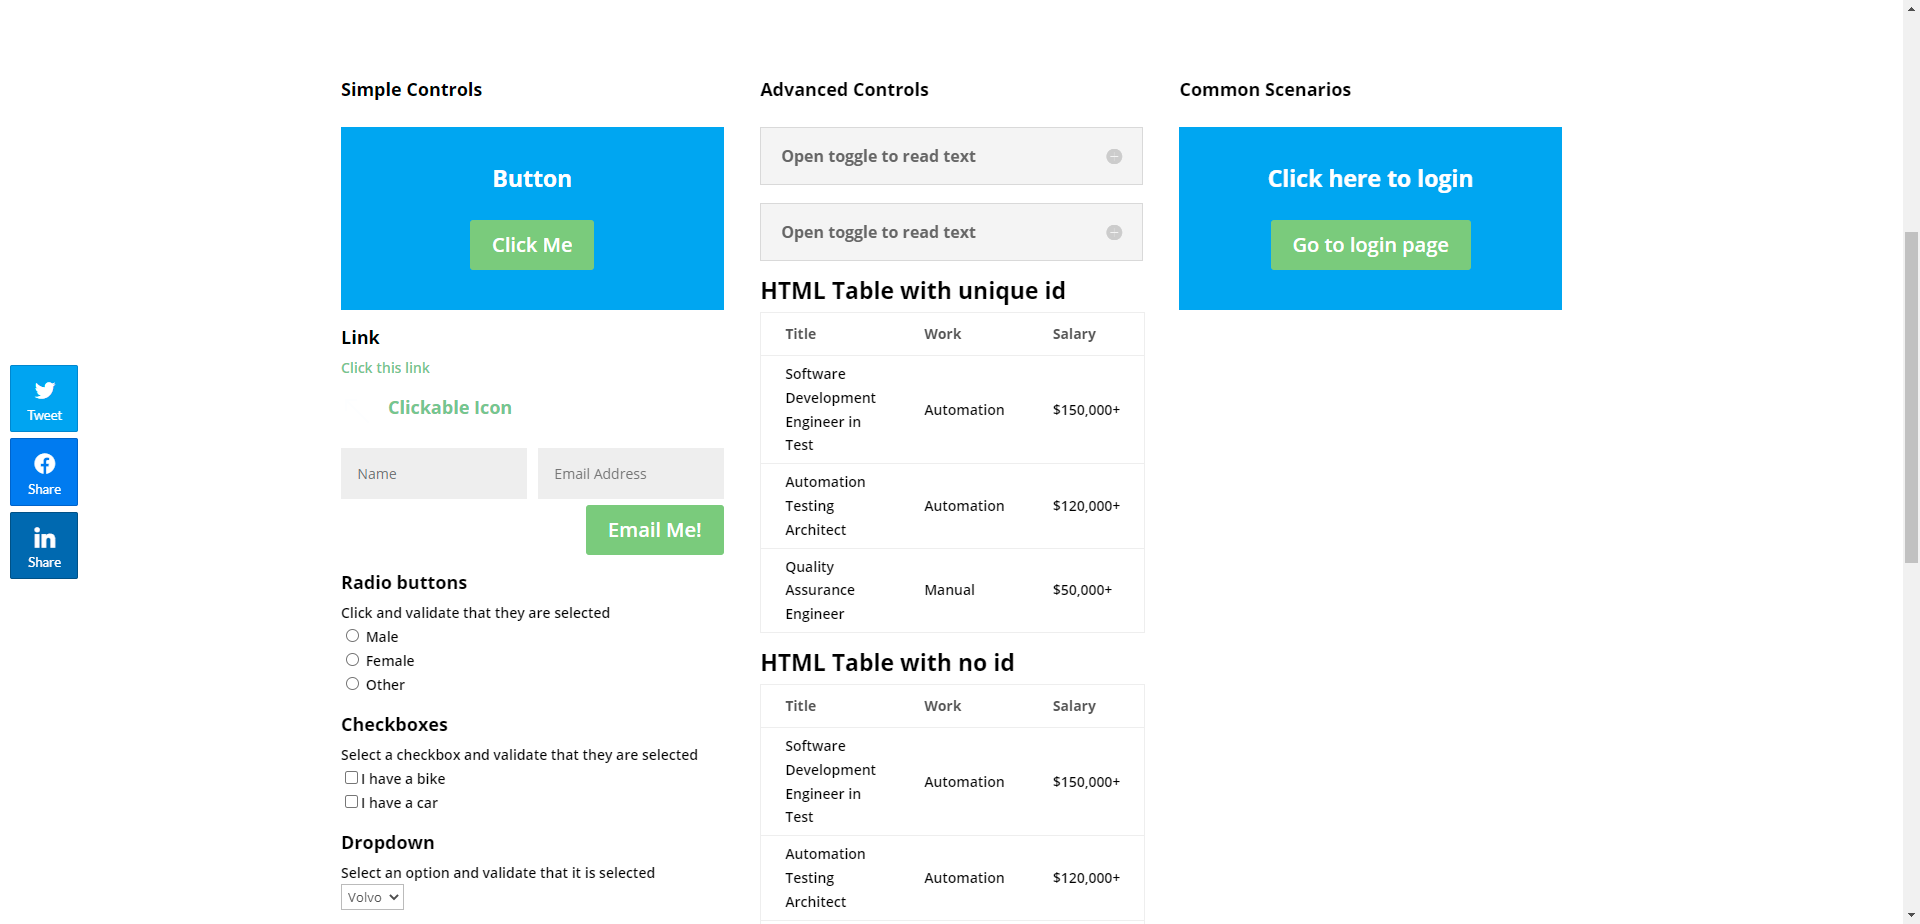 Simple Controls
Button
Click Me
Link
Click this link
Clickable Icon
Name
Email Address
Email Me!
Radio buttons
Click and validate that they are selected
Male
Female
Other
Checkboxes
Select a checkbox and validate that they are selected
I have a bike
I have a car
Dropdown
Select an option and validate that it is selected
Volvo
Advanced Controls
Open toggle to read text
Open toggle to read text
HTML Table with unique id
Title Work Salary
Software
Development
Engineer in
Test
Automation $150,000+
Automation
Testing
Architect
Automation $120,000+
Quality
Assurance
Engineer
Manual $50,000+
HTML Table with no id
Title Work Salary
Software
Development
Engineer in
Test
Automation $150,000+
Automation
Testing
Architect
Automation $120,000+
Common Scenarios
Click here to login
Go to login page
Tweet
Share
in
Share